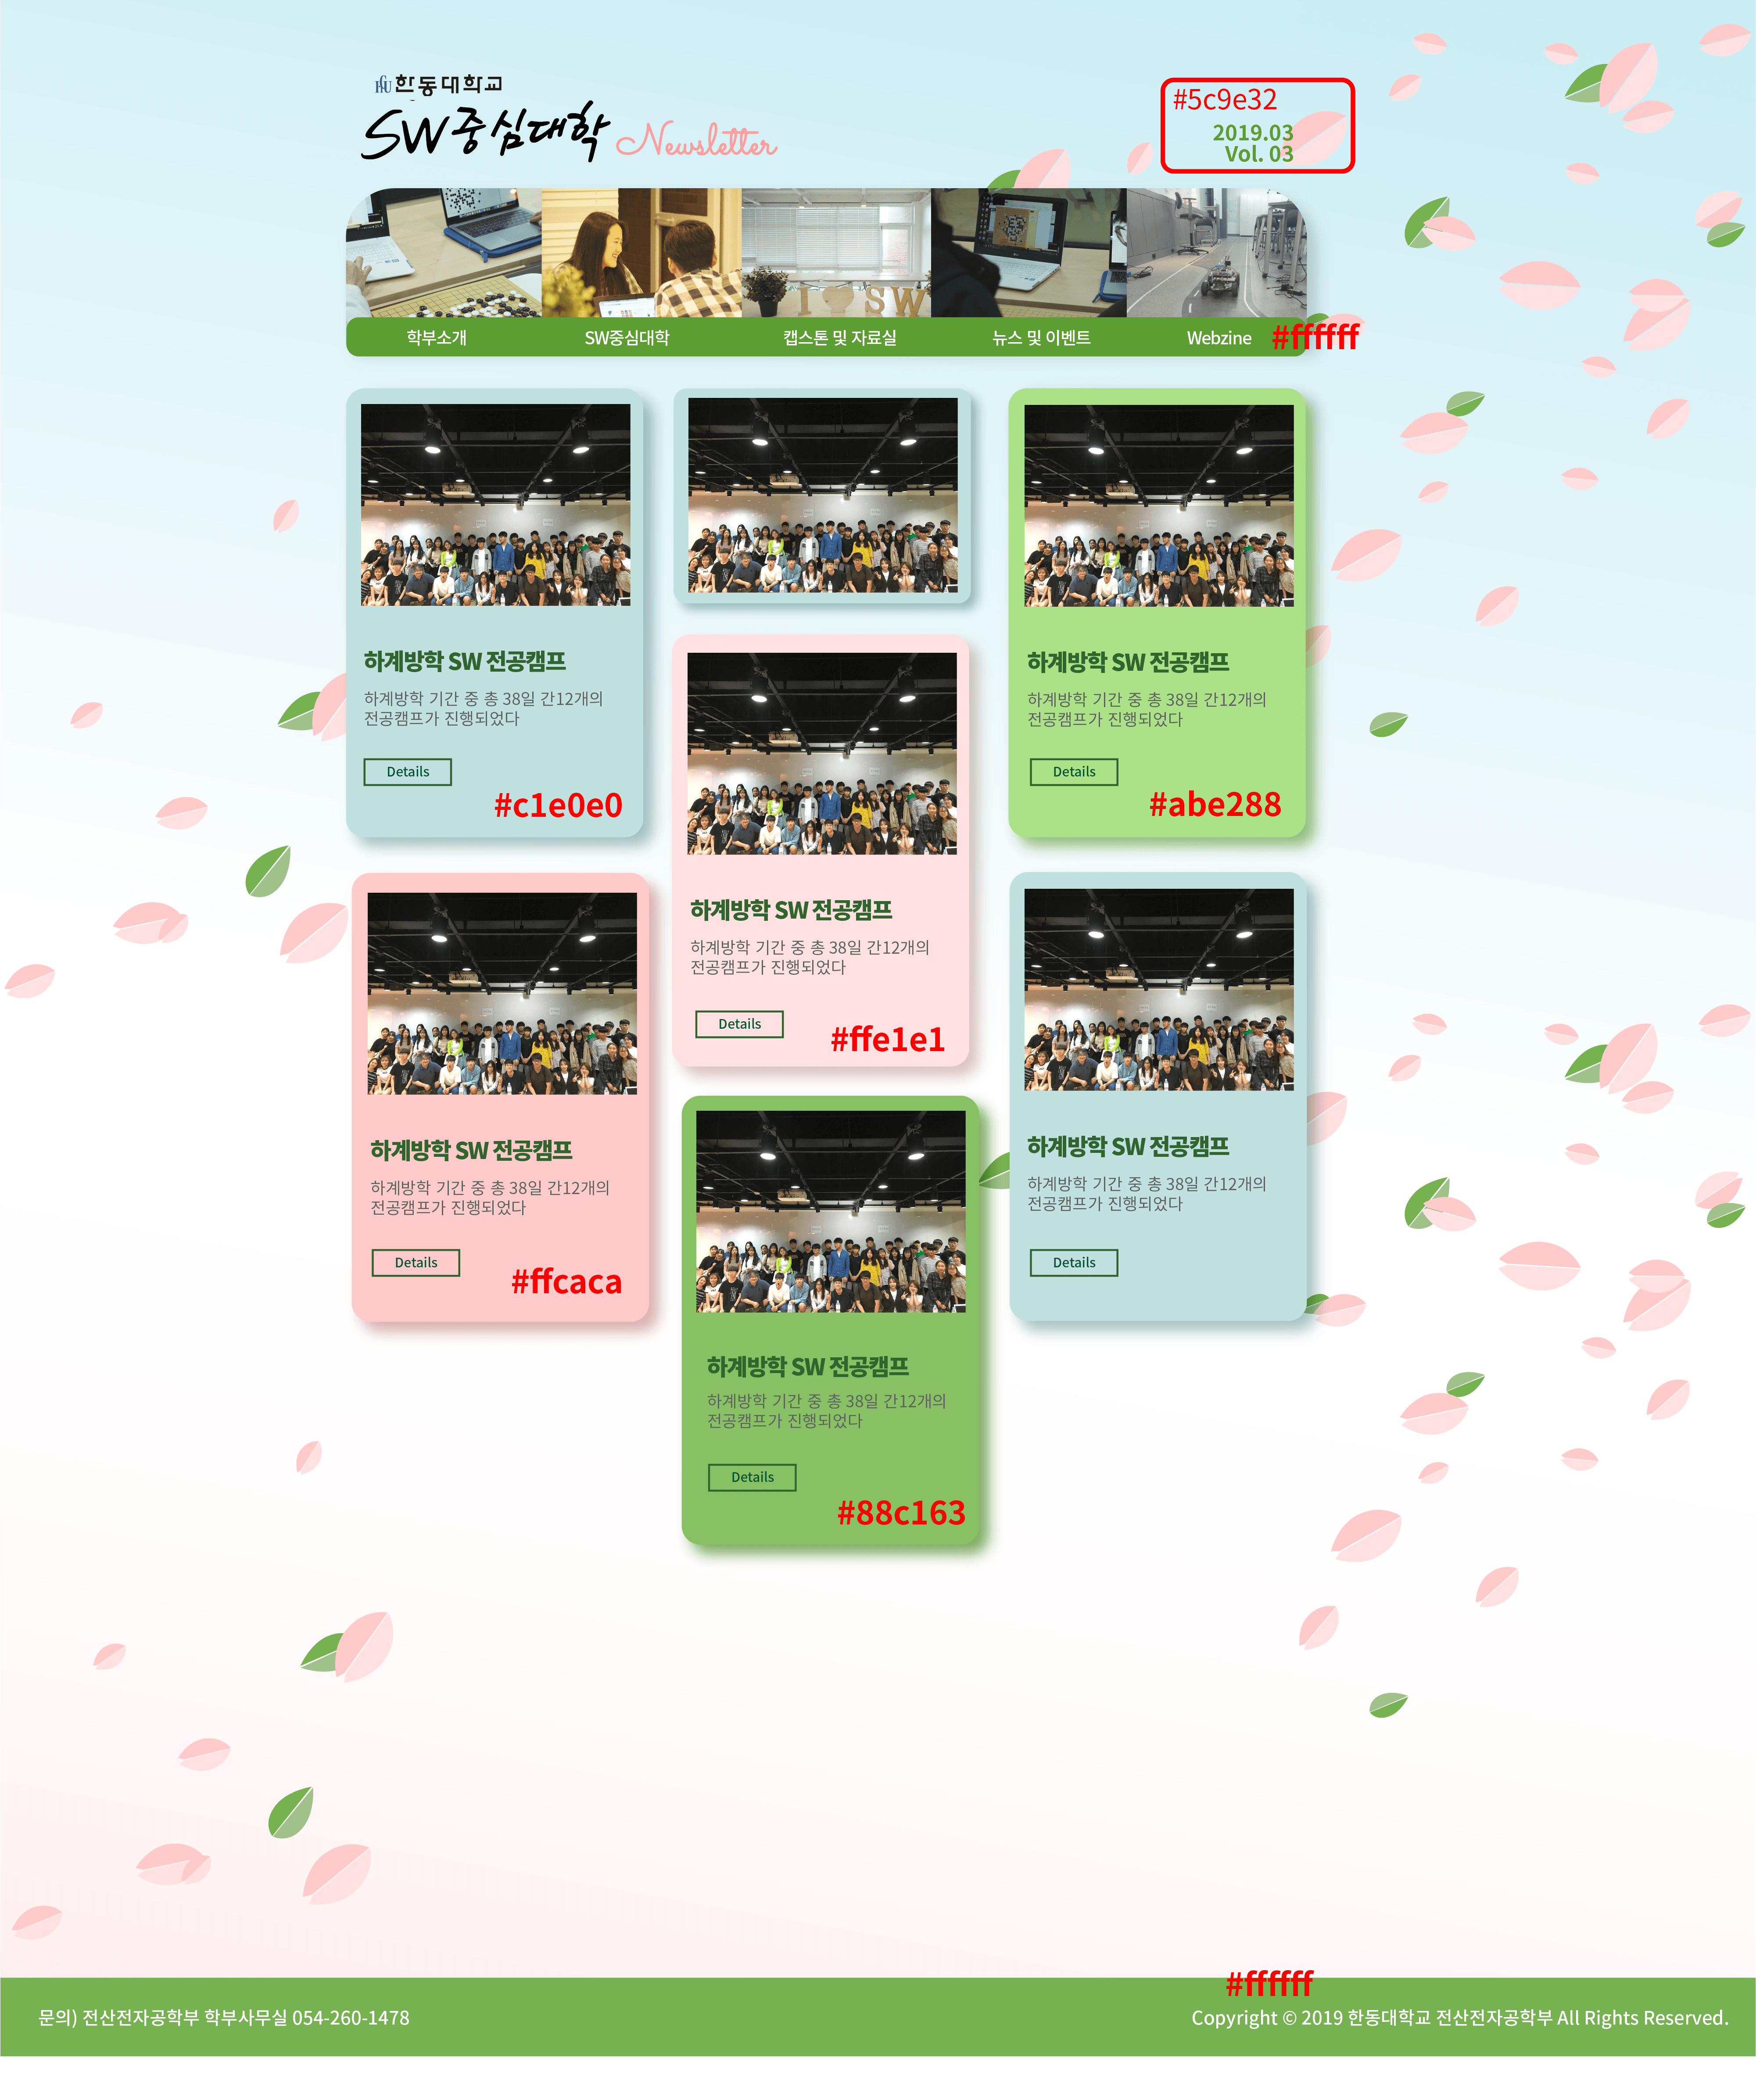 HGU 한동대학교
SW중심대학 Newsletter
#5c9e32
2019.03
Vol. 03
I SW
학부소개
SW중심대학
캡스톤 및 자료실
뉴스 및 이벤트
Webzine
#ffffff
하계방학 SW 전공캠프
하계방학 기간 중 총 38일 간12개의
전공캠프가 진행되었다
Details
#c1e0e0
하계방학 SW 전공캠프
하계방학 기간 중 총 38일 간12개의
전공캠프가 진행되었다
Details
#ffe1e1
하계방학 SW 전공캠프
하계방학 기간 중 총 38일 간12개의
전공캠프가 진행되었다
Details
#abe288
하계방학 SW 전공캠프
하계방학 기간 중 총 38일 간12개의
전공캠프가 진행되었다
Details
#ffcaca
하계방학 SW 전공캠프
하계방학 기간 중 총 38일 간12개의
전공캠프가 진행되었다
Details
#88c163
하계방학 SW 전공캠프
하계방학 기간 중 총 38일 간12개의
전공캠프가 진행되었다
Details
#ffffff
문의) 전산전자공학부 학부사무실 054-260-1478
Copyright © 2019 한동대학교 전산전자공학부 All Rights Reserved.